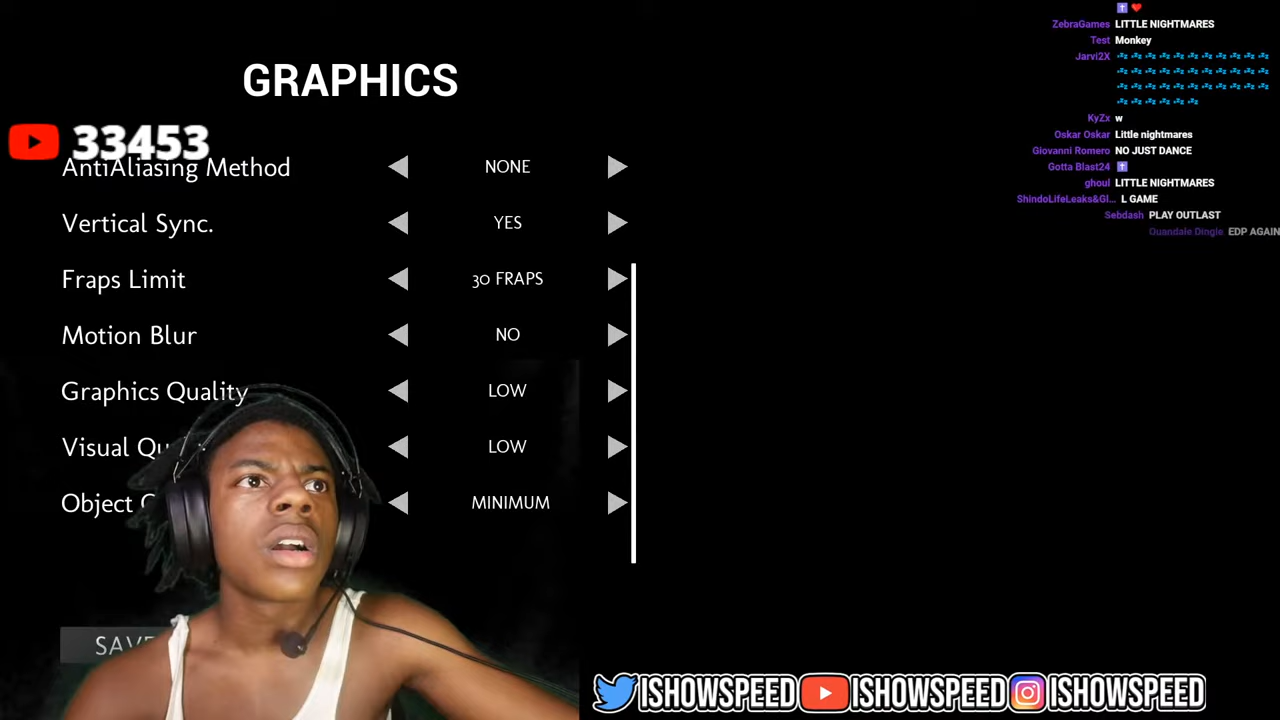 GRAPHICS
33453
AntiAliasing Method NONE
Vertical Sync. YES
Fraps Limit 30 FRAPS
Motion Blur NO
Graphics Quality LOW
Visual LOW
Object MINIMUM
SAVE
ZebraGames LITTLE NIGHTMARES
Test Monkey
Jarvi2X
KyZx w
Oskar Oskar Little nightmares
Giovanni Romero NO JUST DANCE
Gotta Blast24
ghoul LITTLE NIGHTMARES
ShindoLifeLeaks&Gl... L GAME
Sebdash PLAY OUTLAST
Quandale Dingle EDP AGAIN
ISHOWSPEED ISHOWSPEED ISHOWSPEED